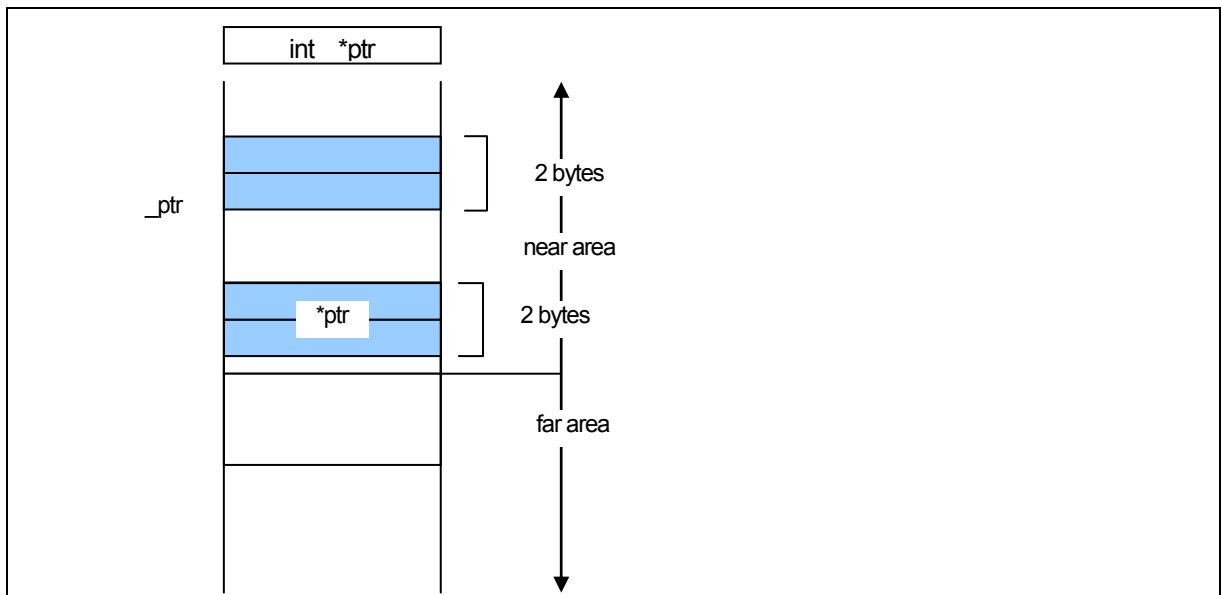 int *ptr
2 bytes
_ptr
near area
*ptr
2 bytes
far area